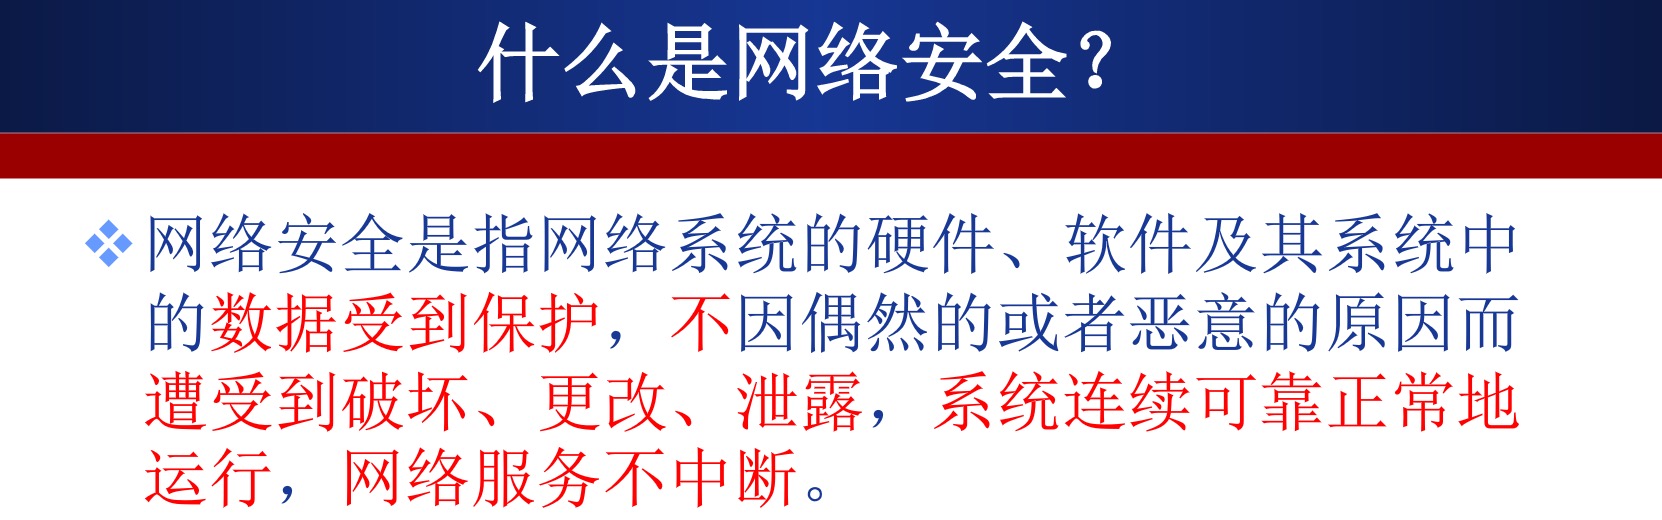 什么是网络安全？
网络安全是指网络系统的硬件、软件及其系统中
的数据受到保护，不因偶然的或者恶意的原因而
遭受到破坏、更改、泄露，系统连续可靠正常地
运行，网络服务不中断。